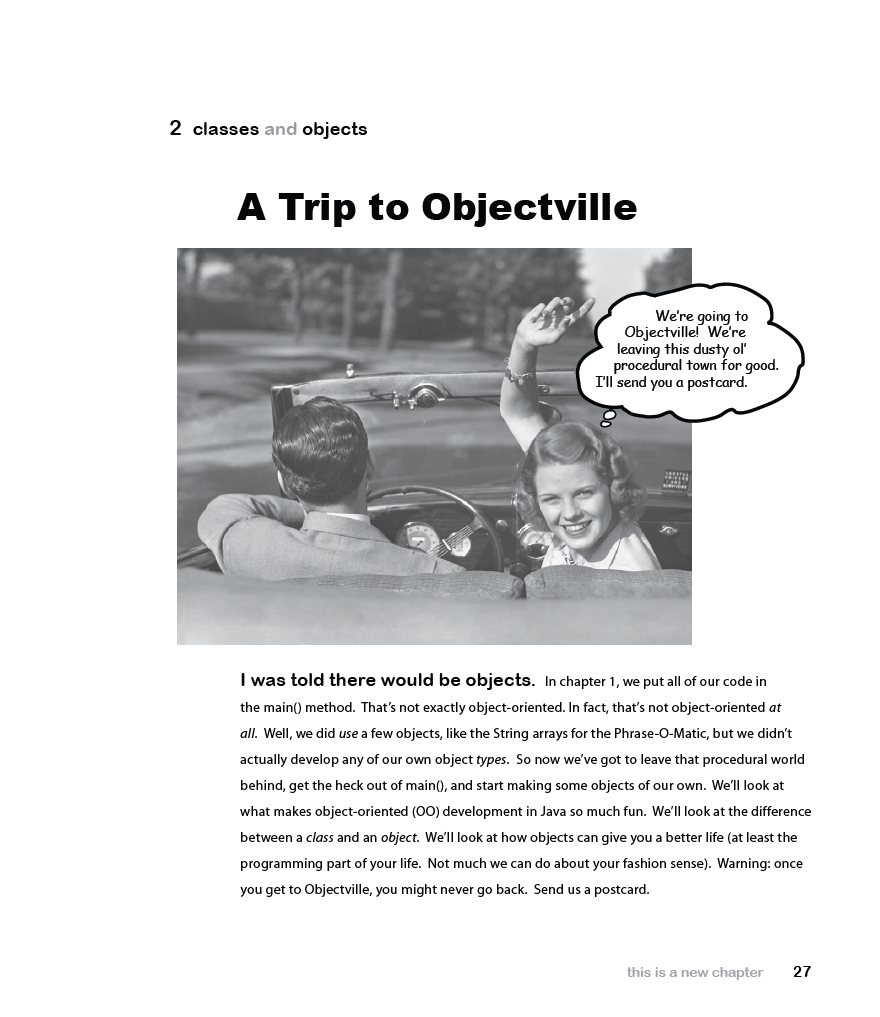 2 classes and objects
A Trip to Objectville
We're going to
Objectville! We're
leaving this dusty ol'
procedural town for good.
I'll send you a postcard.
I was told there would be objects. In chapter 1, we put all of our code in
the main() method. That's not exactly object-oriented. In fact, that's not object-oriented at
all. Well, we did use a few objects, like the String arrays for the Phrase-O-Matic, but we didn't
actually develop any of our own object types. So now we've got to leave that procedural world
behind, get the heck out of main(), and start making some objects of our own. We'll look at
what makes object-oriented (OO) development in Java so much fun. We'll look at the difference
between a class and an object. We'll look at how objects can give you a better life (at least the
programming part of your life. Not much we can do about your fashion sense). Warning: once
you get to Objectville, you might never go back. Send us a postcard.
this is a new chapter 27